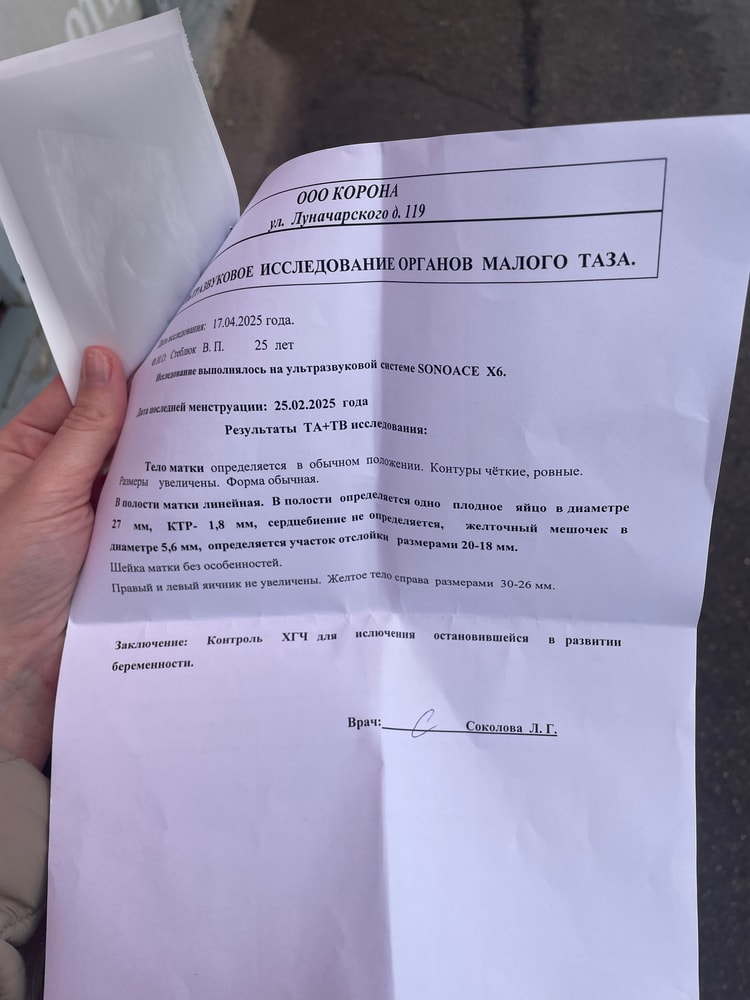 ООО КОРОНА
ул. Луначарского д. 119
ИССЛЕДОВАНИЕ ОРГАНОВ МАЛОГО ТАЗА.
Дата исследования: 17.04.2025 года.
Ф.И.О: Стеблюк В. П. 25 лет
Исследование выполнялось на ультразвуковой системе SONOACE X6.
Дата последней менструации: 25.02.2025 года
Результаты ТА+ТВ исследования:
Тело матки определяется в обычном положении. Контуры чёткие, ровные.
Размеры увеличены. Форма обычная.
В полости матки линейная. В полости определяется одно плодное яйцо в диаметре
27 мм, КТР- 1,8 мм, сердцебиение не определяется, желточный мешочек в
диаметре 5,6 мм, определяется участок отслойки размерами 20-18 мм.
Шейка матки без особенностей.
Правый и левый яичник не увеличены. Желтое тело справа размерами 30-26 мм.
Заключение: Контроль ХГЧ для ислючения остановившейся в развитии
беременности.
Врач: Соколова Л. Г.